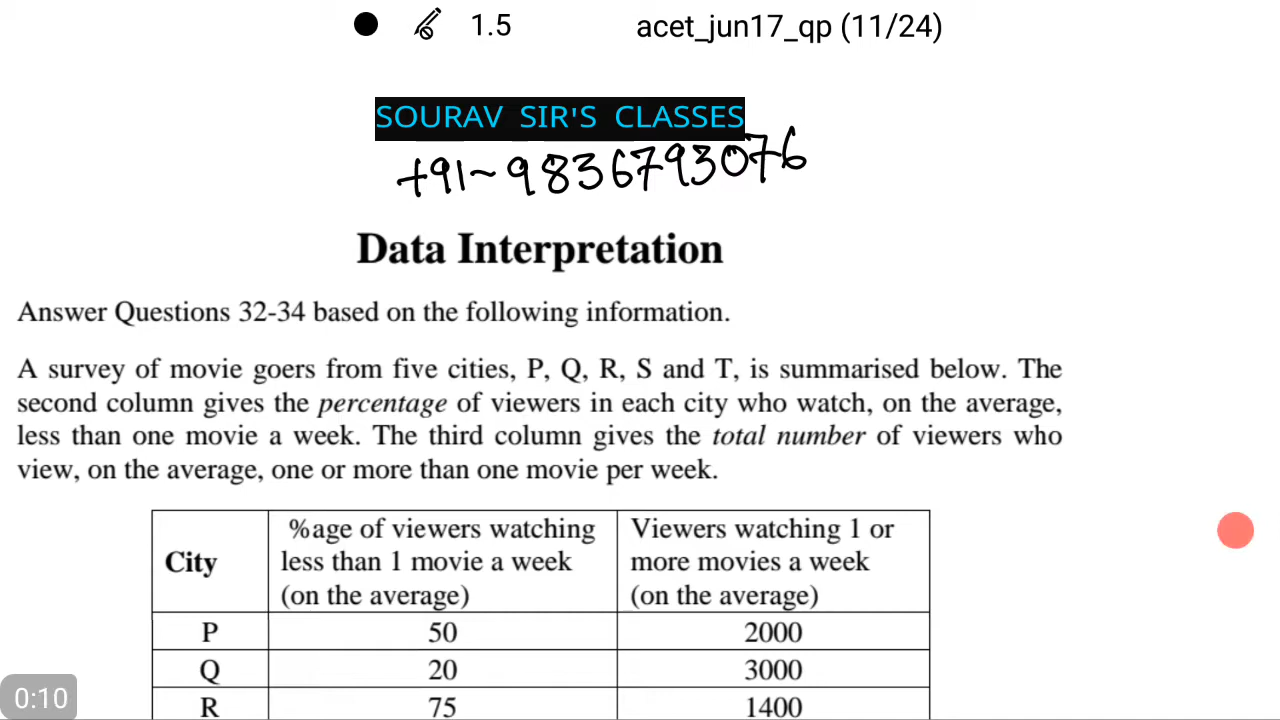 1.5 acet_jun17_qp (11/24)
SOURAV SIR'S CLASSES
+91~9836793076
Data Interpretation
Answer Questions 32-34 based on the following information.
A survey of movie goers from five cities, P, Q, R, S and T, is summarised below. The
second column gives the percentage of viewers in each city who watch, on the average,
less than one movie a week. The third column gives the total number of viewers who
view, on the average, one or more than one movie per week.
City
%age of viewers watching
less than 1 movie a week
(on the average)
Viewers watching 1 or
more movies a week
(on the average)
P 50 2000
Q 20 3000
R 75 1400
0:10